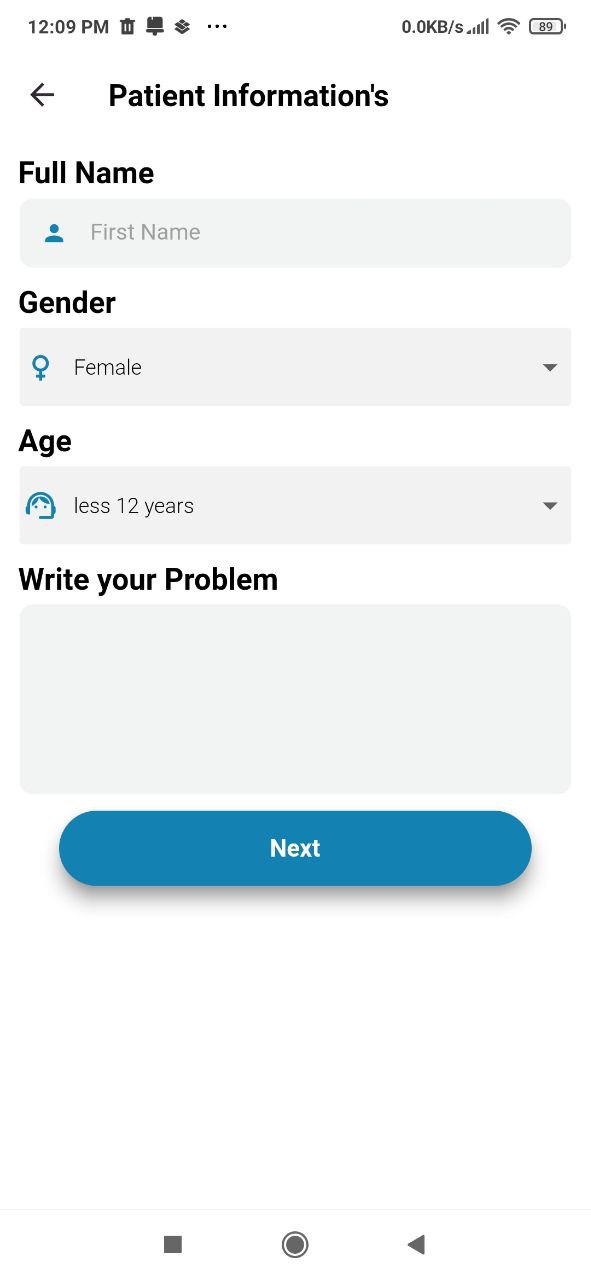 12:09 PM ... 0.0KB/s 89
Patient Information's
Full Name
First Name
Gender
Female
Age
less 12 years
Write your Problem
Next